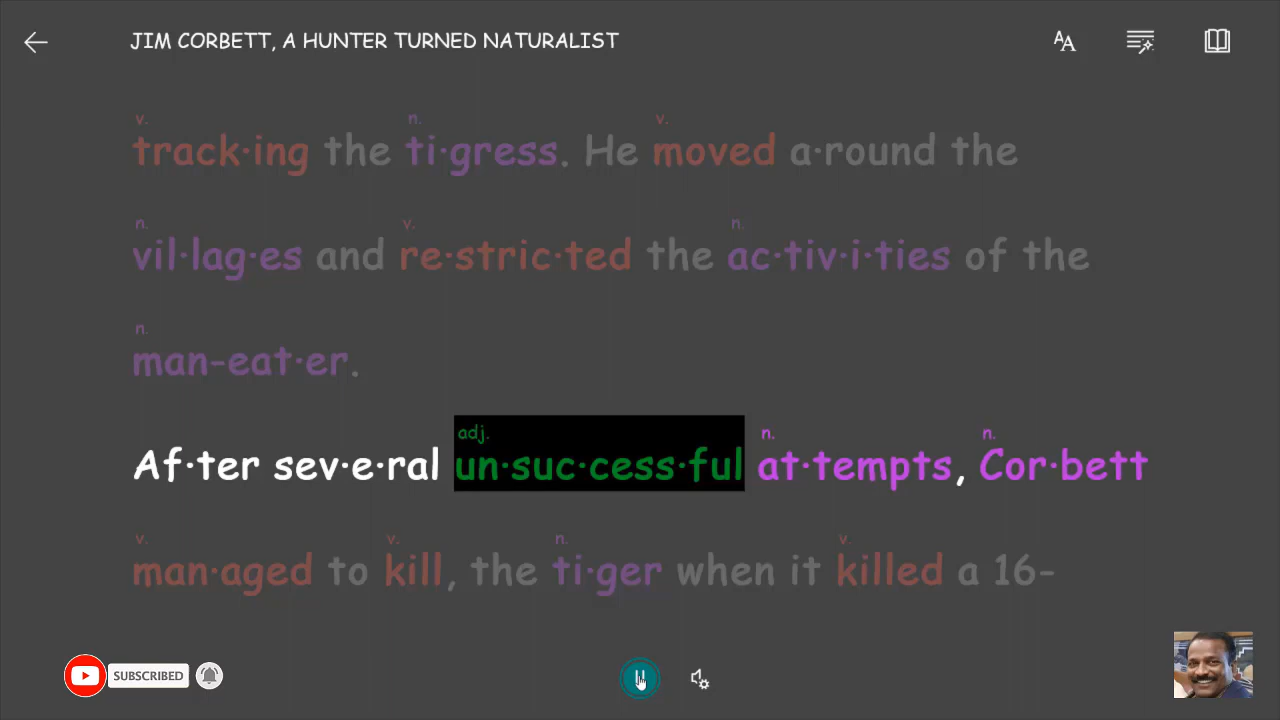 JIM CORBETT, A HUNTER TURNED NATURALIST
AA
v. n. v.
track·ing the ti·gress. He moved a·round the
n. v. n.
vil·lag·es and re·stric·ted the ac·tiv·i·ties of the
n.
man-eat·er.
adj. n. n.
Af·ter sev·e·ral un·suc·cess·ful at·tempts, Cor·bett
v. v. n. v.
man·aged to kill, the ti·ger when it killed a 16-
SUBSCRIBED